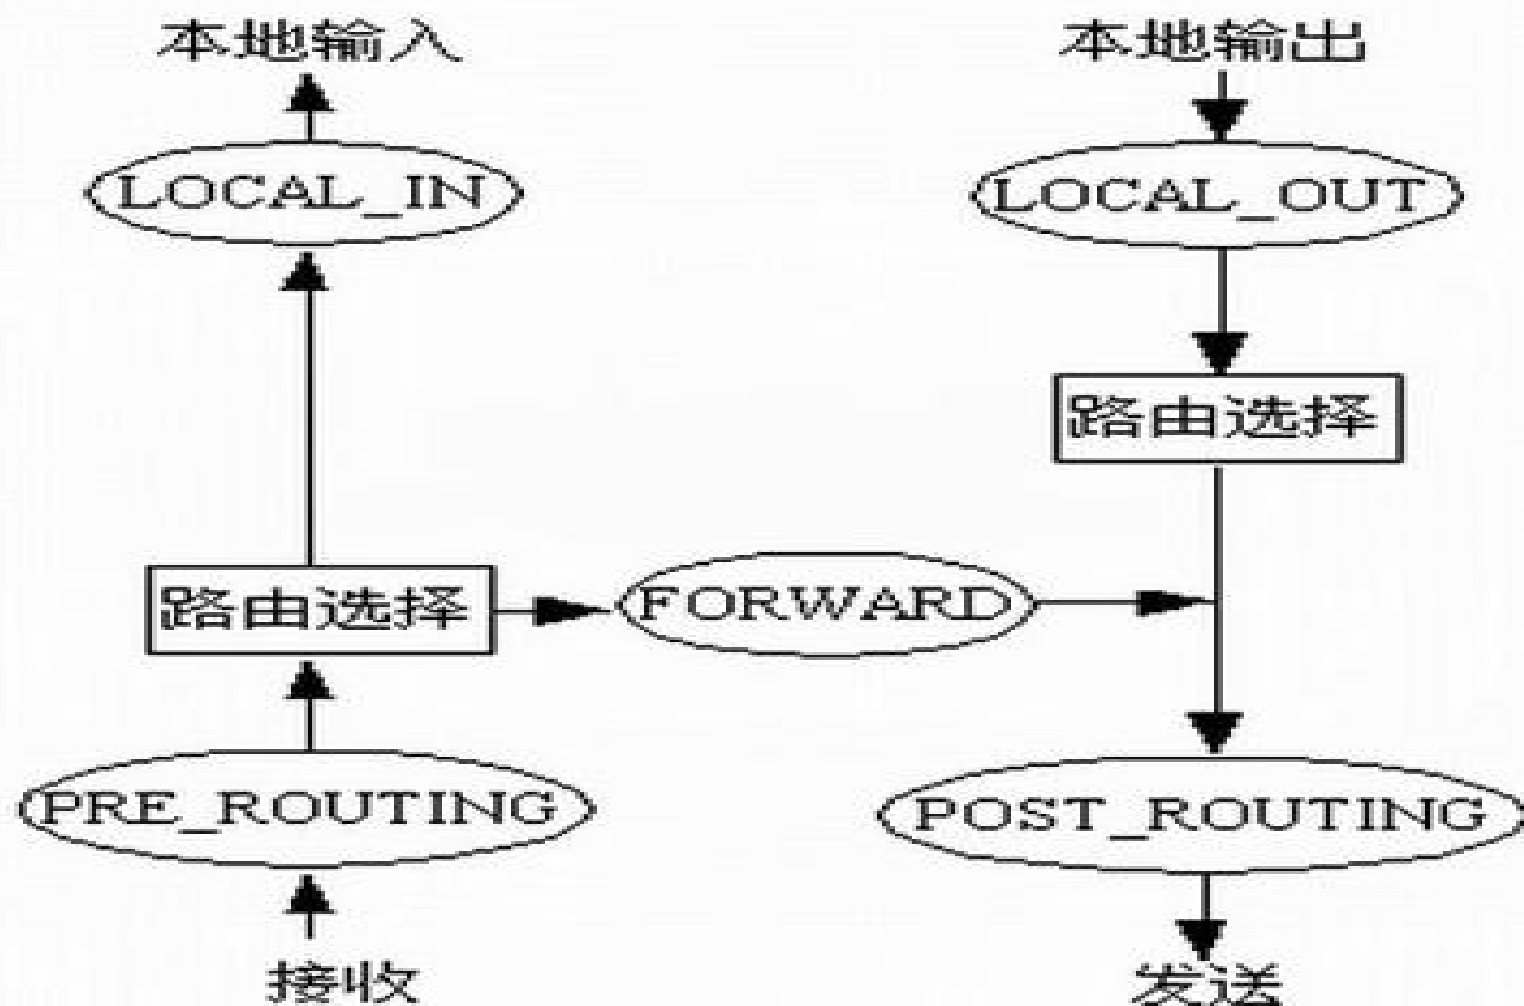 本地输入
本地输出
LOCAL_IN
LOCAL_OUT
路由选择
路由选择
FORWARD
PRE_ROUTING
POST_ROUTING
接收
发送